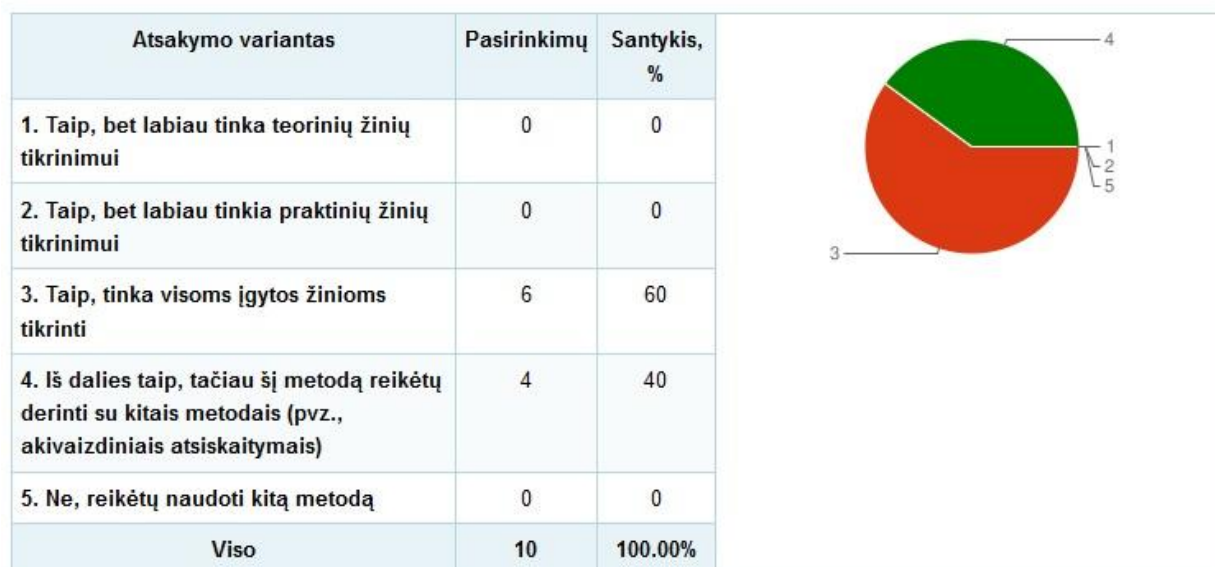 Atsakymo variantas Pasirinkimų Santykis,
%
1. Taip, bet labiau tinka teorinių žinių 0 0
tikrinimui
2. Taip, bet labiau tinkia praktinių žinių 0 0
tikrinimui
3. Taip, tinka visoms įgytos žinioms 6 60
tikrinti
4. Iš dalies taip, tačiau šį metodą reikėtų 4 40
derinti su kitais metodais (pvz.,
akivaizdiniais atsiskaitymais)
5. Ne, reikėtų naudoti kitą metodą 0 0
Viso 10 100.00%
4
1
2
5
3